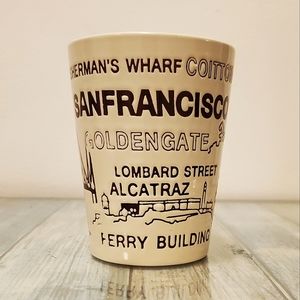 HERMAN'S WHARF COITTO
SANFRANCISCO
GOLDENGATE
LOMBARD STREET
ALCATRAZ
FERRY BUILDING